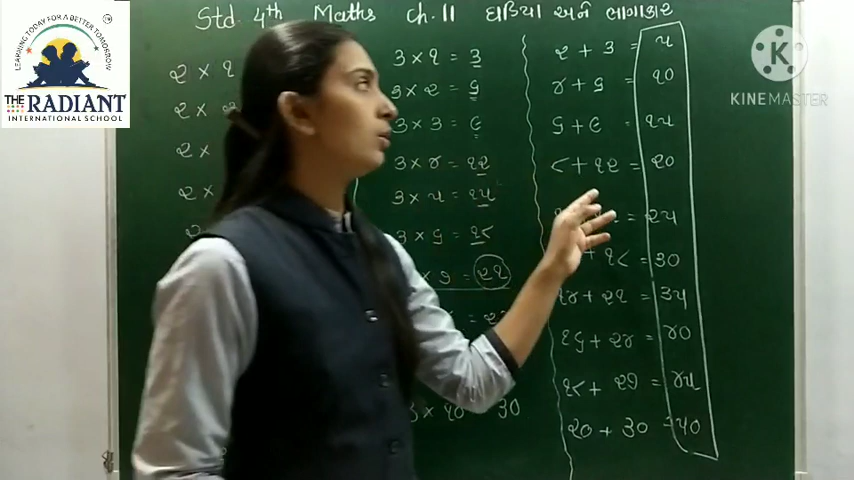 Std. 4th Maths Ch. 11 ઘડિયા અને ભાગાકાર
LEARNING TODAY FOR A BETTER TOMORROW
THE RADIANT
INTERNATIONAL SCHOOL
K
KINEMASTER
૨ × ૧
૨ × ૨
૨ ×
૨ ×
૩ × ૧ = ૩
૩ × ૨ = ૬
૩ × ૩ = ૯
૩ × ૪ = ૧૨
૩ × ૫ = ૧૫
૩ × ૬ = ૧૮
× ૭ = ૨૧
× ૧૦ ૩૦
૨ + ૩ = ૫
૪ + ૬ = ૧૦
૬ + ૯ = ૧૫
૮ + ૧૨ = ૨૦
= ૨૫
+ ૧૮ = ૩૦
૧૪ + ૨૧ = ૩૫
૧૬ + ૨૪ = ૪૦
૧૮ + ૨૭ = ૪૫
૨૦ + ૩૦ = ૫૦